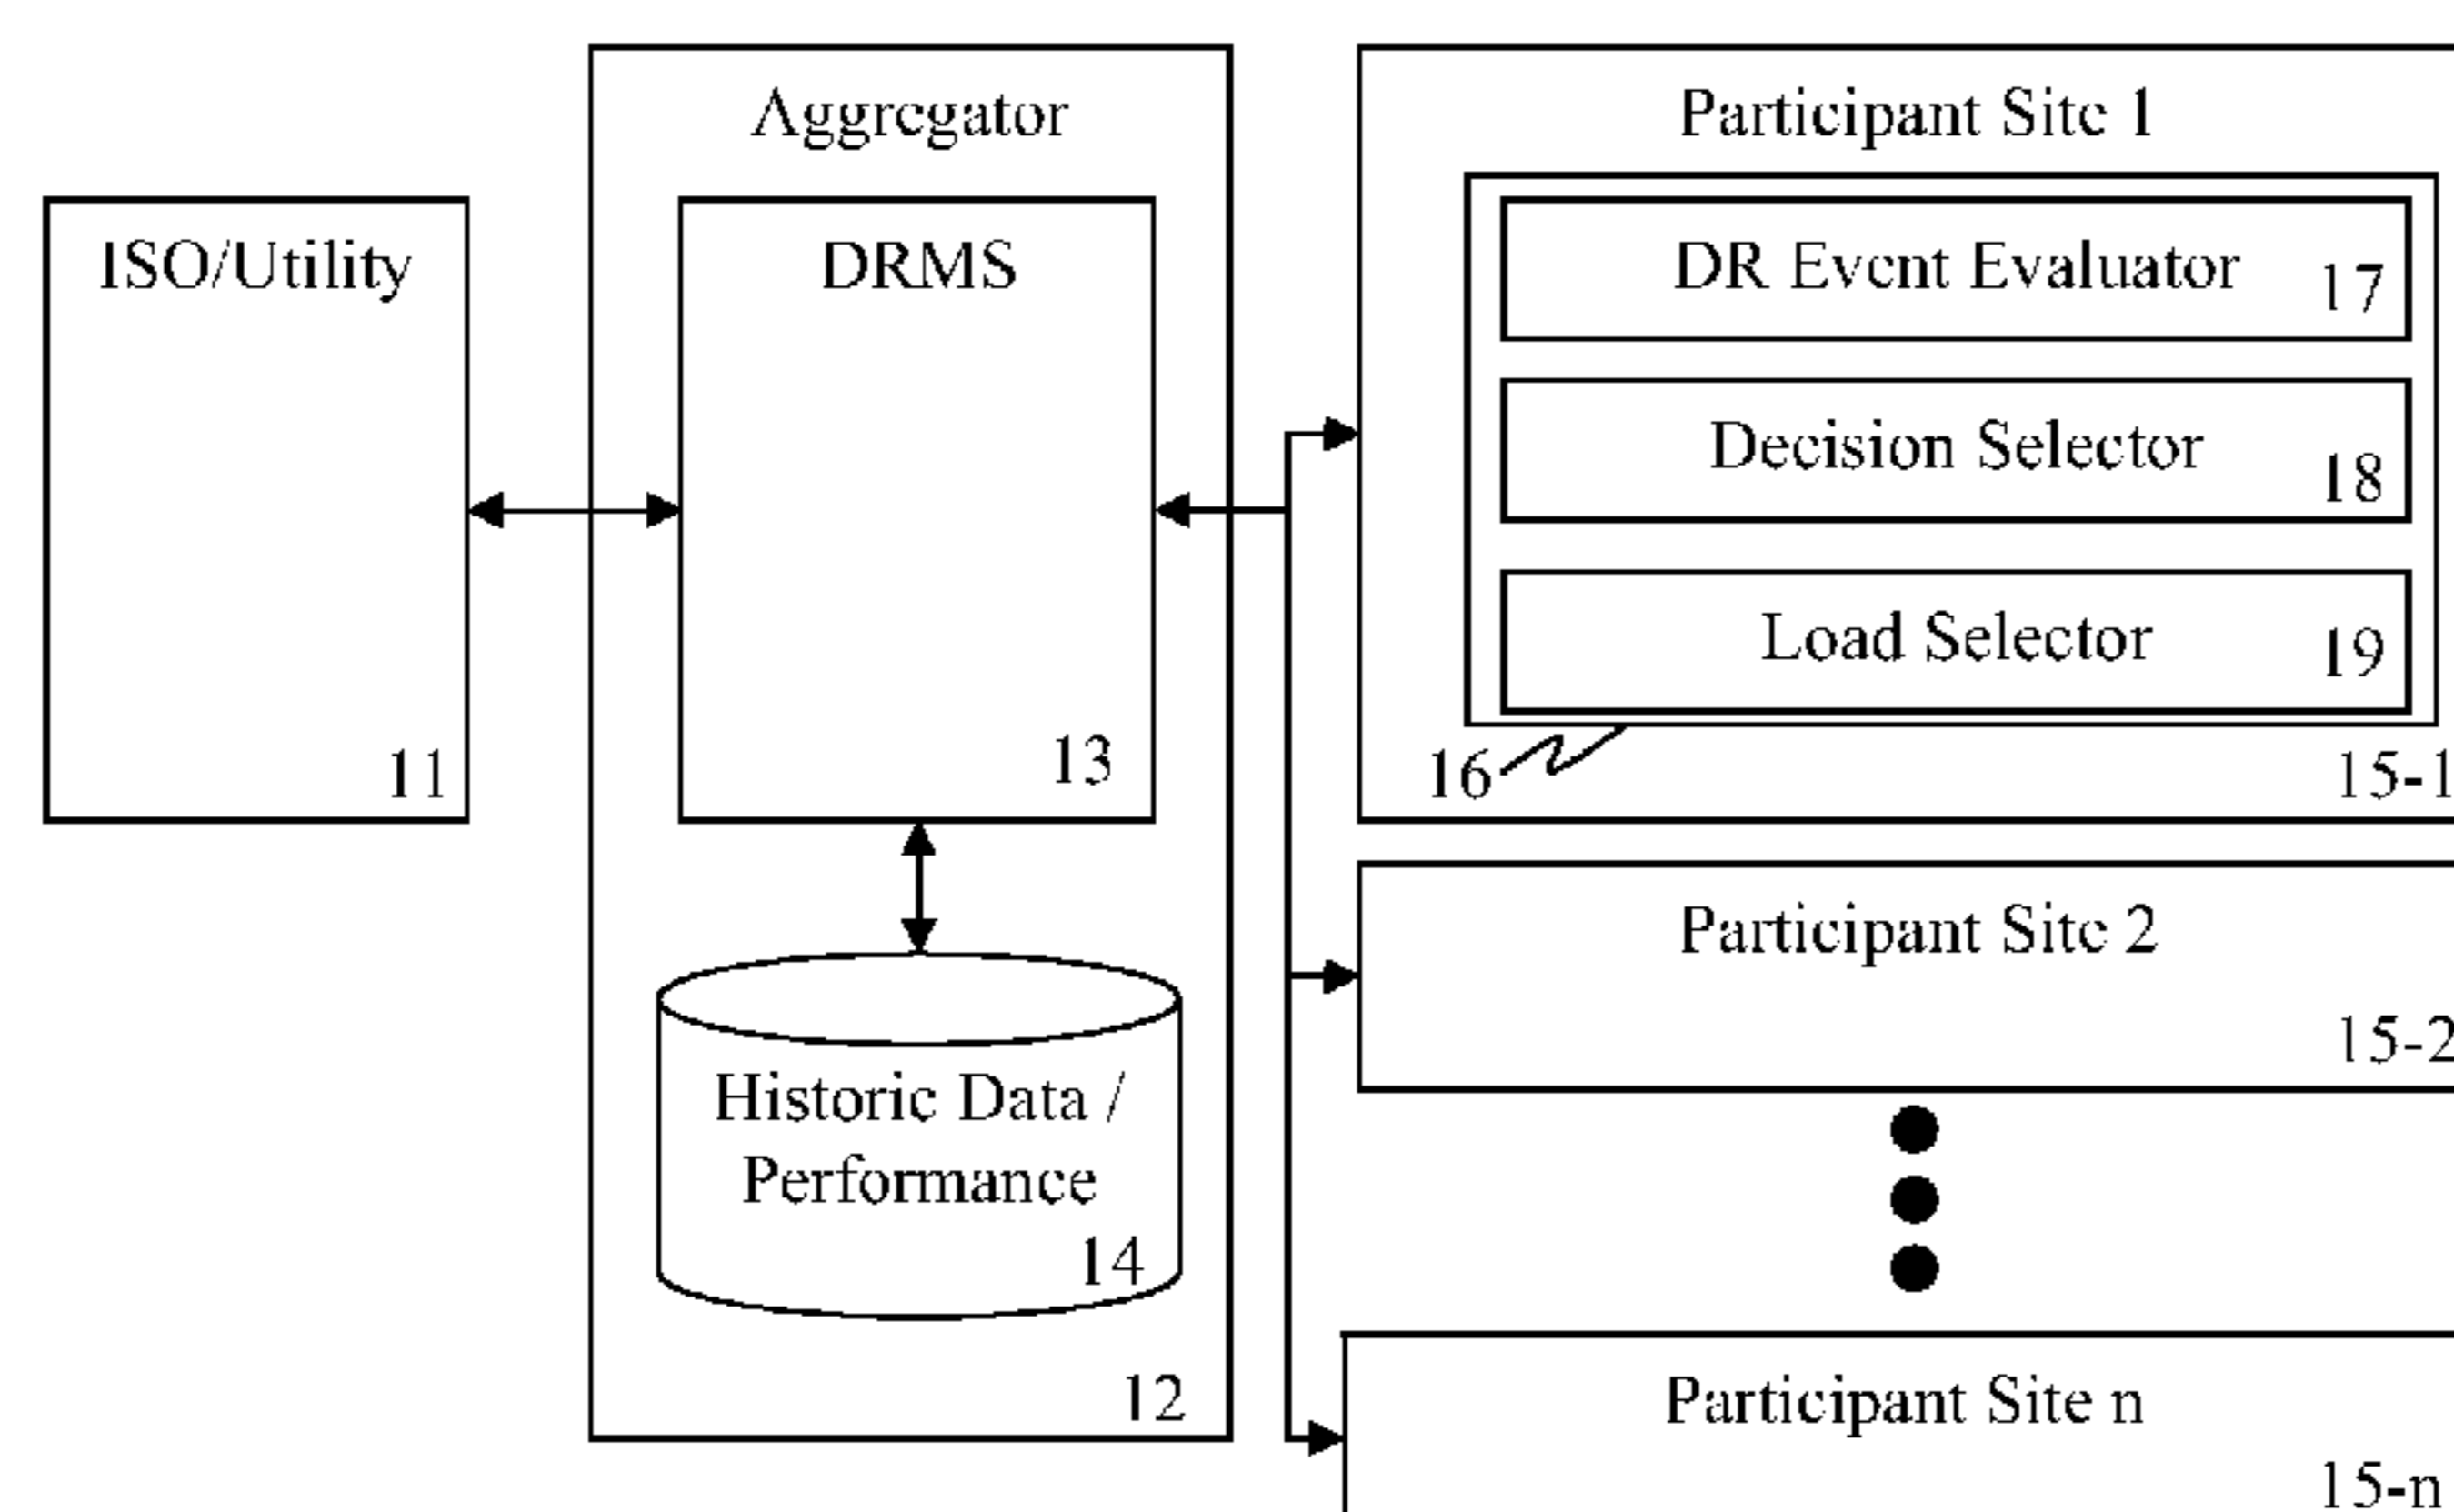 ISO/Utility
11
Aggregator
DRMS
13
Historic Data /
Performance
14
12
Participant Site 1
DR Event Evaluator
17
Decision Selector
18
Load Selector
19
16
15-1
Participant Site 2
15-2
Participant Site n
15-n